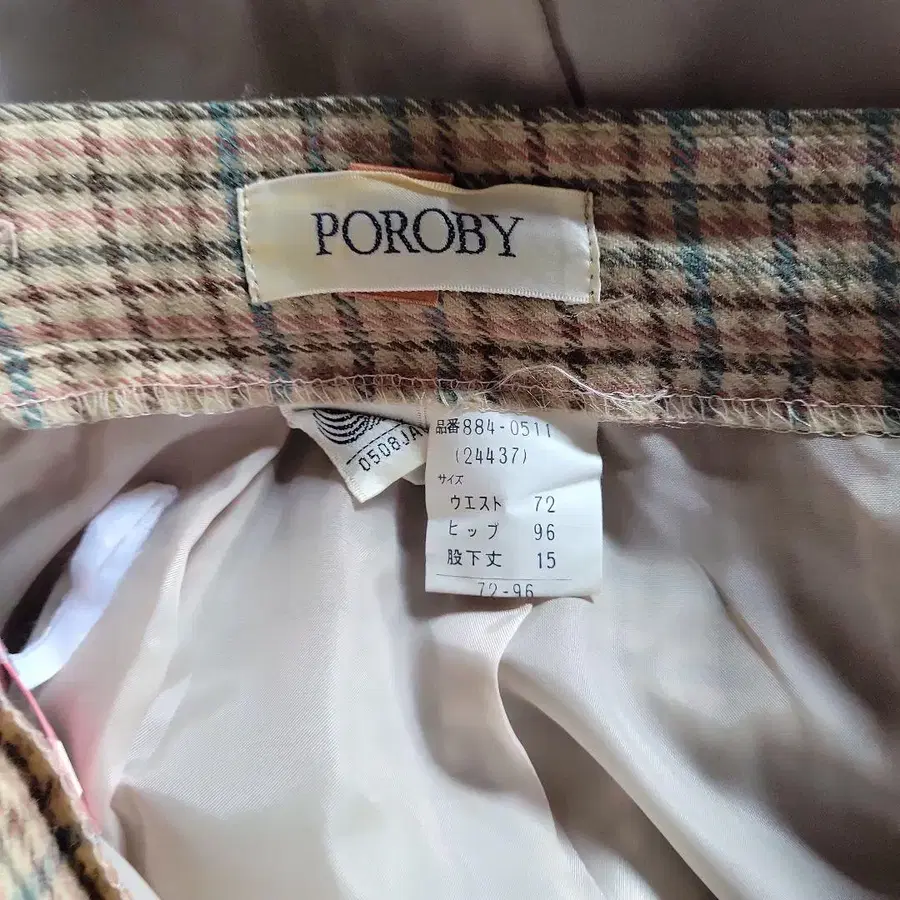 POROBY
0508JA
品番884-0511
(24437)
サイズ
ウエスト 72
ヒップ 96
股下丈 15
72-96